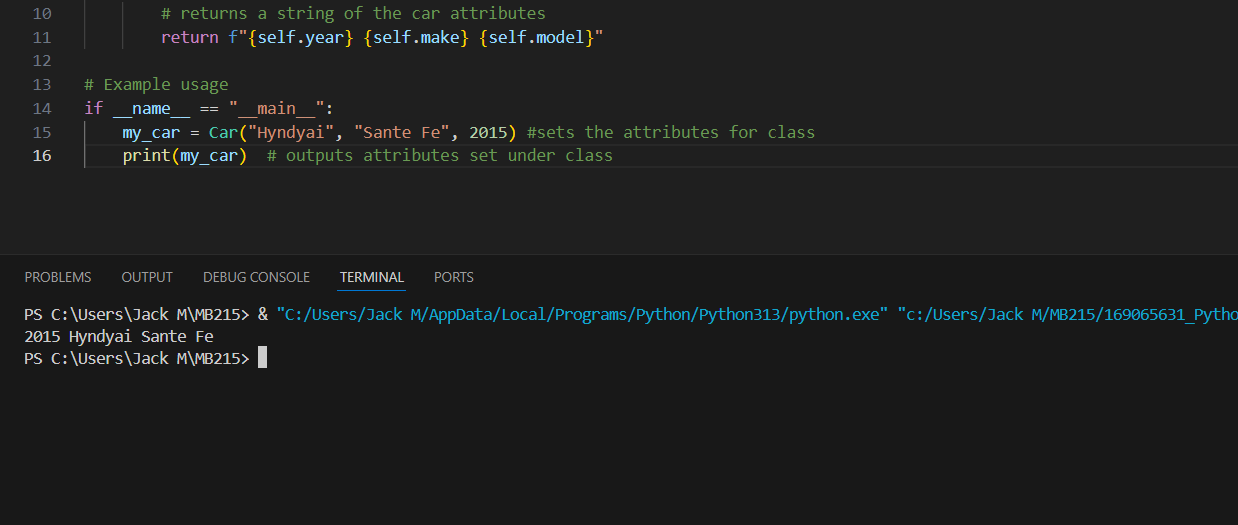 10 # returns a string of the car attributes
11 return f"{self.year} {self.make} {self.model}"
12
13 # Example usage
14 if __name__ == "__main__":
15 my_car = Car("Hyndyai", "Sante Fe", 2015) #sets the attributes for class
16 print(my_car)  # outputs attributes set under class
PROBLEMS OUTPUT DEBUG CONSOLE TERMINAL PORTS
PS C:\Users\Jack M\MB215> & "C:/Users/Jack M/AppData/Local/Programs/Python/Python313/python.exe" "c:/Users/Jack M/MB215/169065631_Pytho
2015 Hyndyai Sante Fe
PS C:\Users\Jack M\MB215>